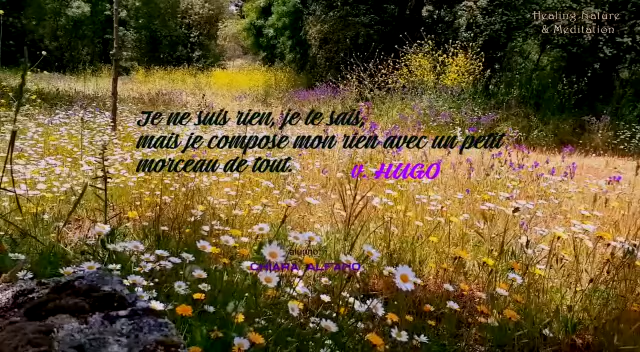 Healing Nature
& Meditation
Je ne suis rien, je le sais,
mais je compose mon rien avec un petit
morceau de tout.
V. HUGO
CHIARA ALFANO